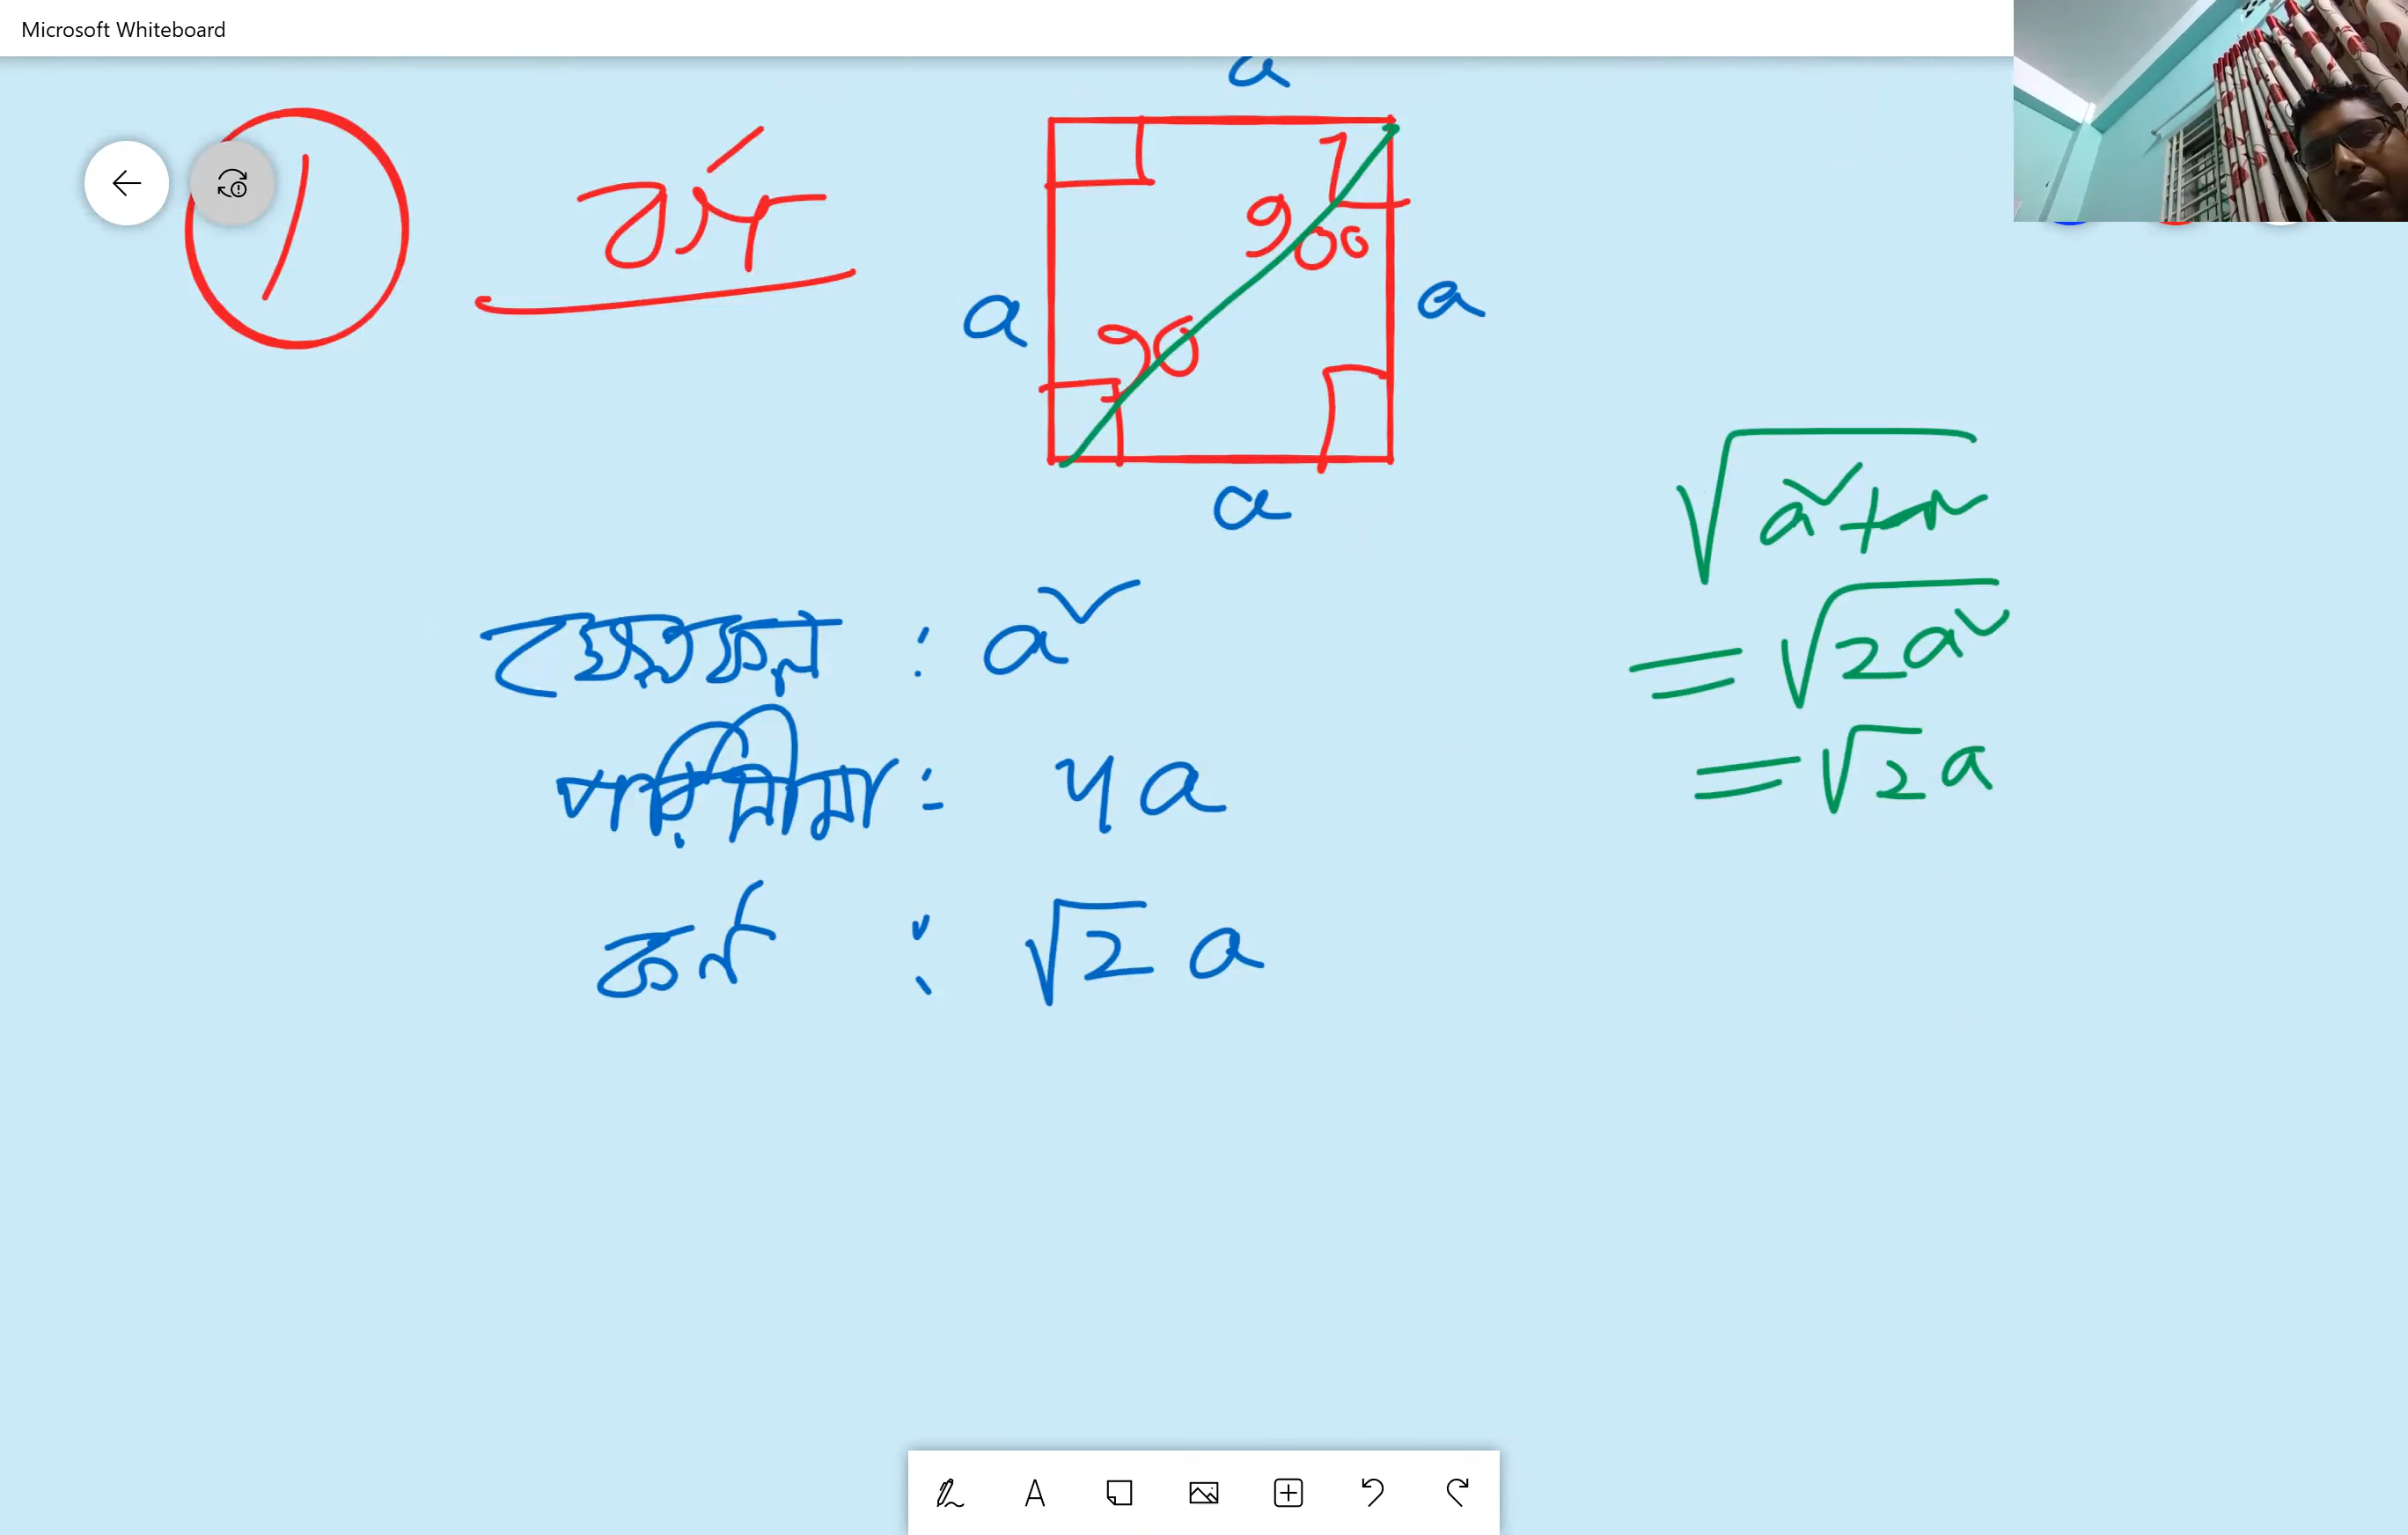 Microsoft Whiteboard
1
বর্গ
a
90°
a
a
90
a
ক্ষেত্রফল : a²
পরিসীমা : 4a
কর্ণ : √2 a
√a²+a²
= √2a²
= √2 a